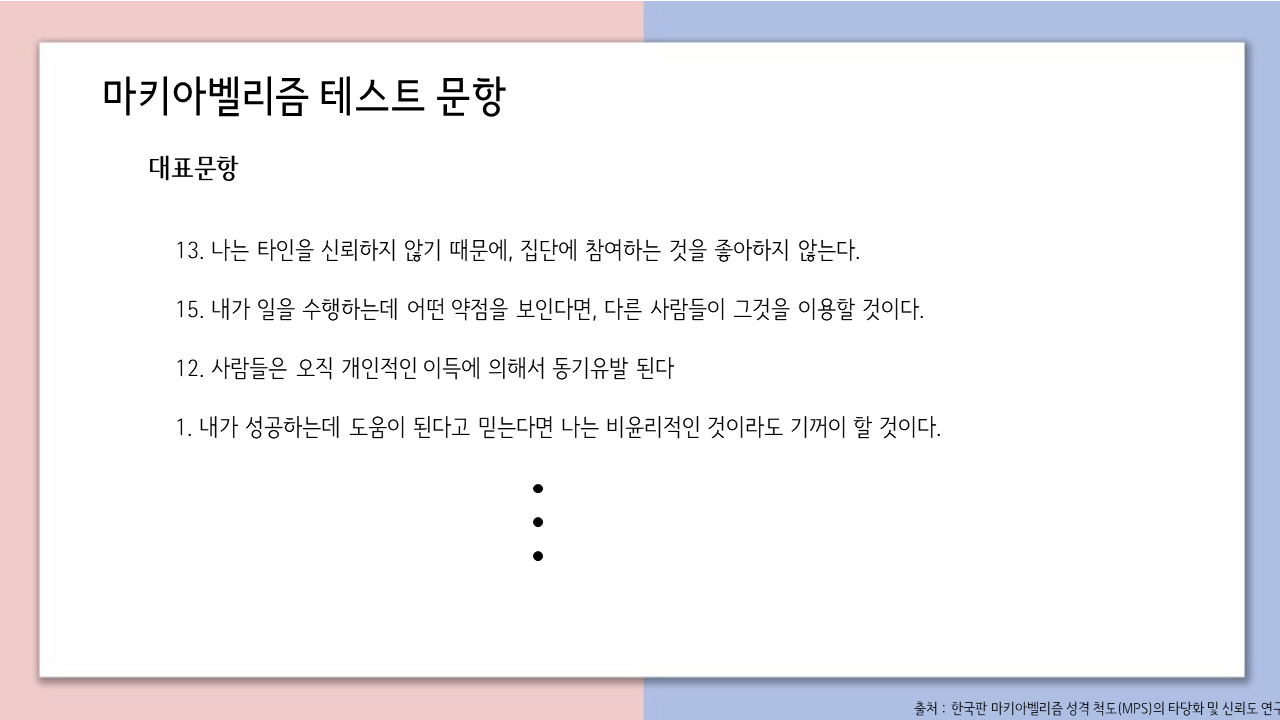 마키아벨리즘 테스트 문항
대표문항
13. 나는 타인을 신뢰하지 않기 때문에, 집단에 참여하는 것을 좋아하지 않는다.
15. 내가 일을 수행하는데 어떤 약점을 보인다면, 다른 사람들이 그것을 이용할 것이다.
12. 사람들은 오직 개인적인 이득에 의해서 동기유발 된다
1. 내가 성공하는데 도움이 된다고 믿는다면 나는 비윤리적인 것이라도 기꺼이 할 것이다.
출처 : 한국판 마키아벨리즘 성격 척도(MPS)의 타당화 및 신뢰도 연구